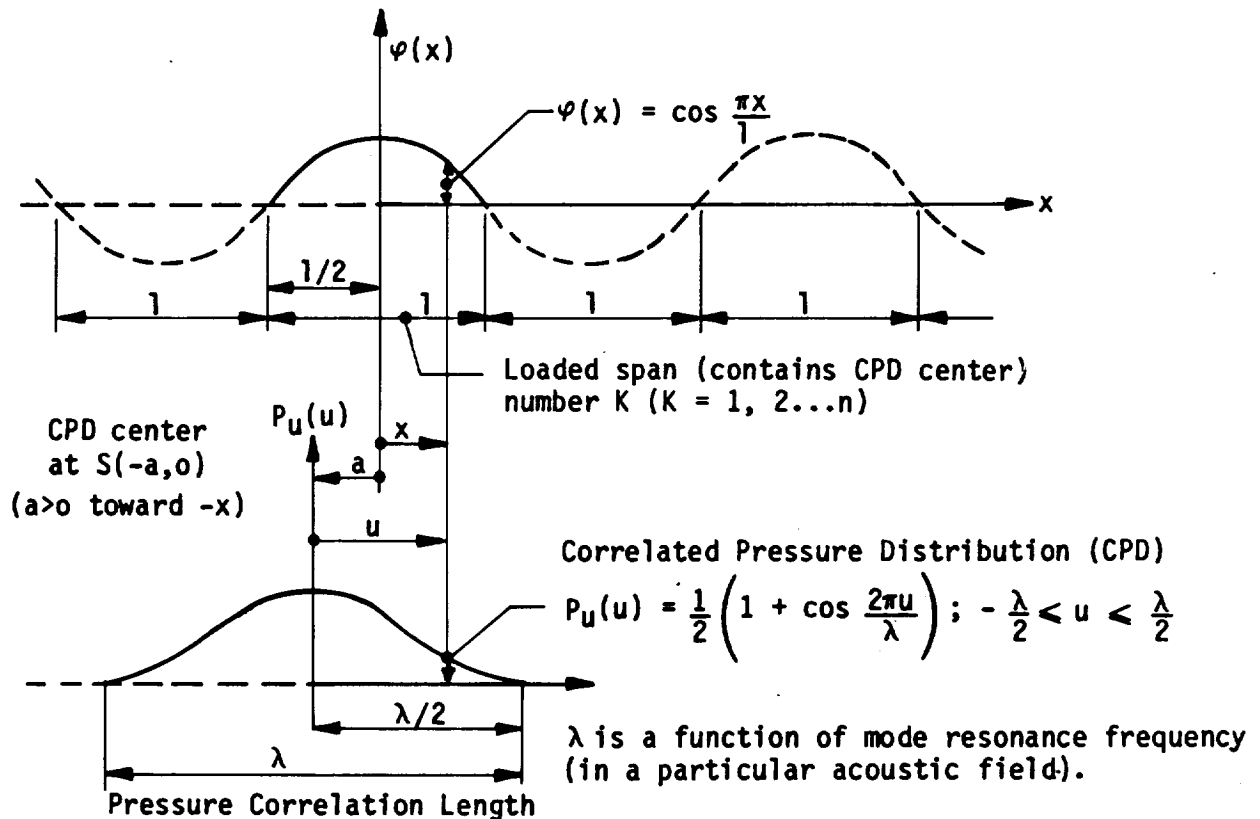 φ(x)
φ(x) = cos πx/l
x
l/2
l
l
l
l
Loaded span (contains CPD center)
number K (K = 1, 2...n)
CPD center
at S(-a,o)
(a>o toward -x)
Pu(u)
x
a
u
Correlated Pressure Distribution (CPD)
Pu(u) = 1/2 (1 + cos 2πu/λ) ; - λ/2 ⩽ u ⩽ λ/2
λ/2
λ
λ is a function of mode resonance frequency
(in a particular acoustic field).
Pressure Correlation Length